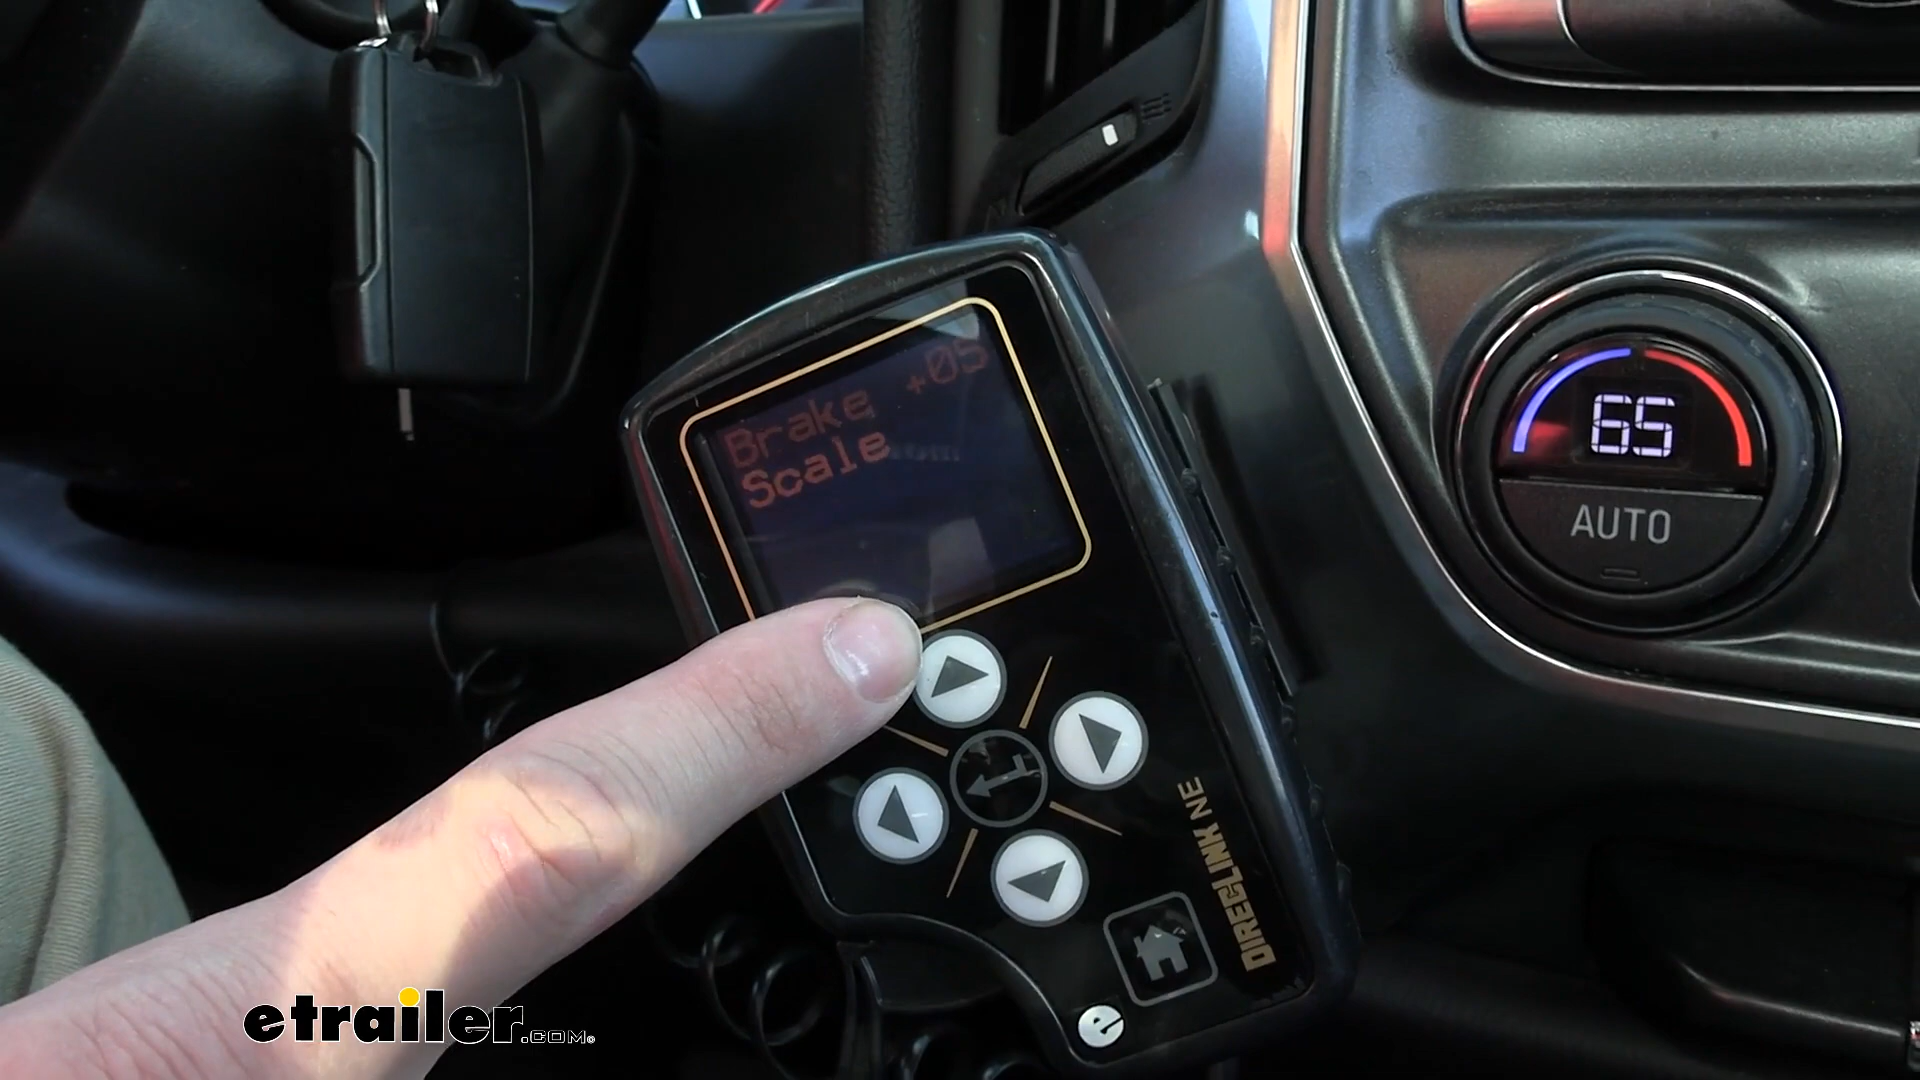 Brake +05
Scale
65
AUTO
DIRECLINK NE
e
etrailer.com